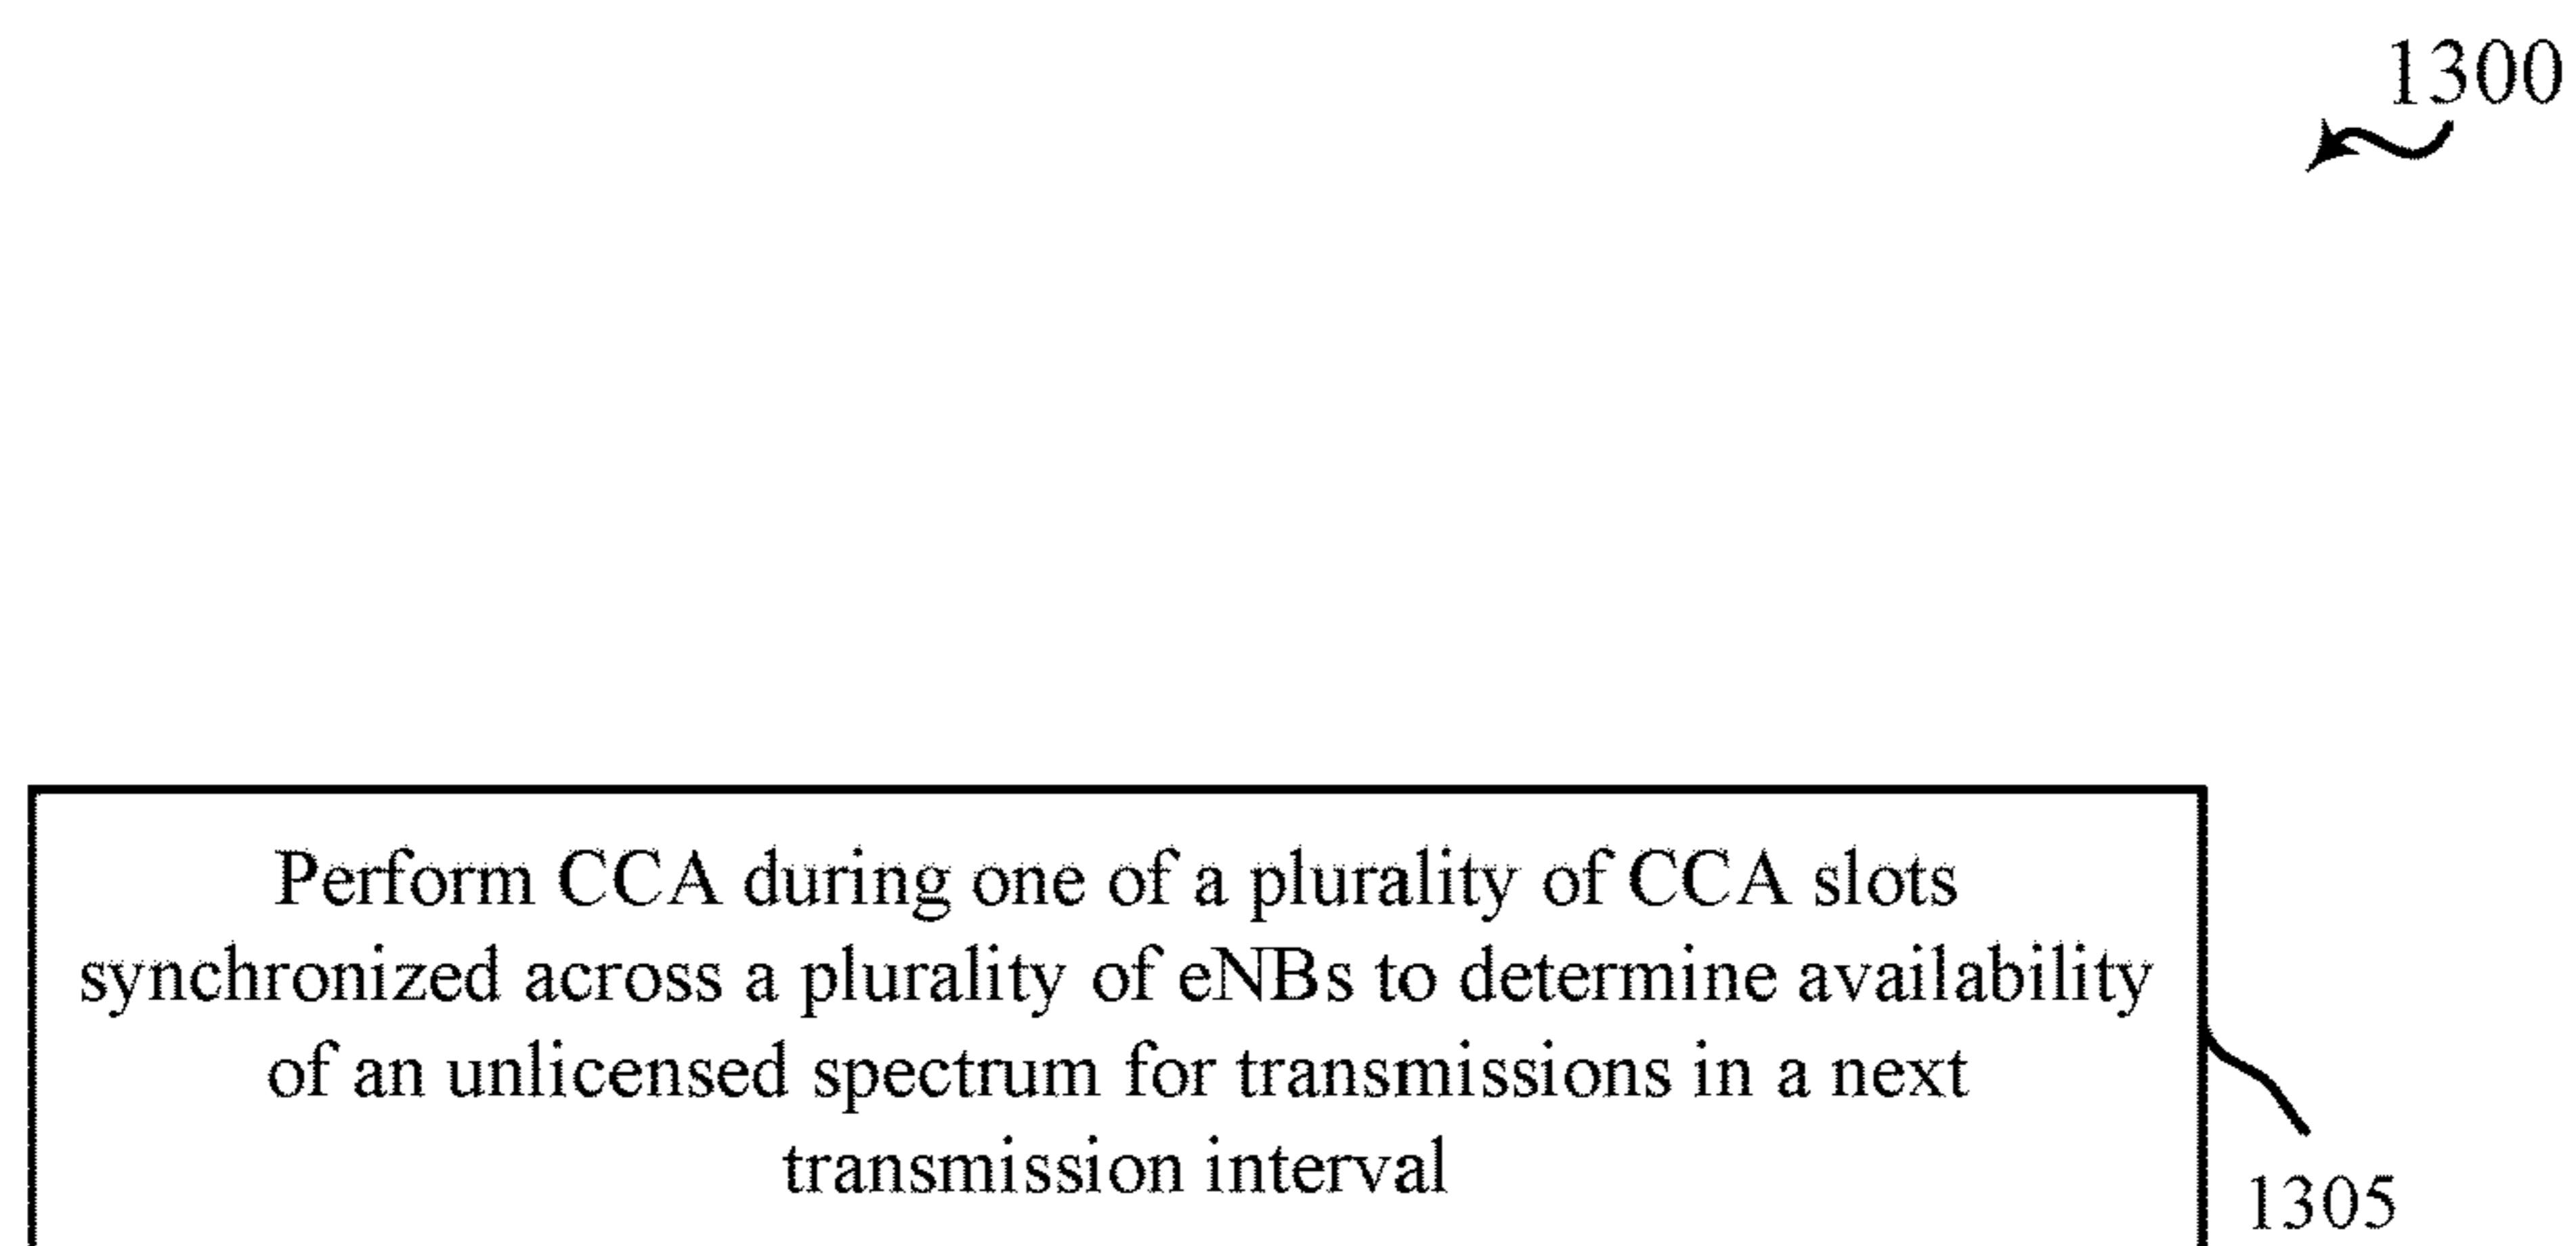 1300
Perform CCA during one of a plurality of CCA slots
synchronized across a plurality of eNBs to determine availability
of an unlicensed spectrum for transmissions in a next
transmission interval
1305